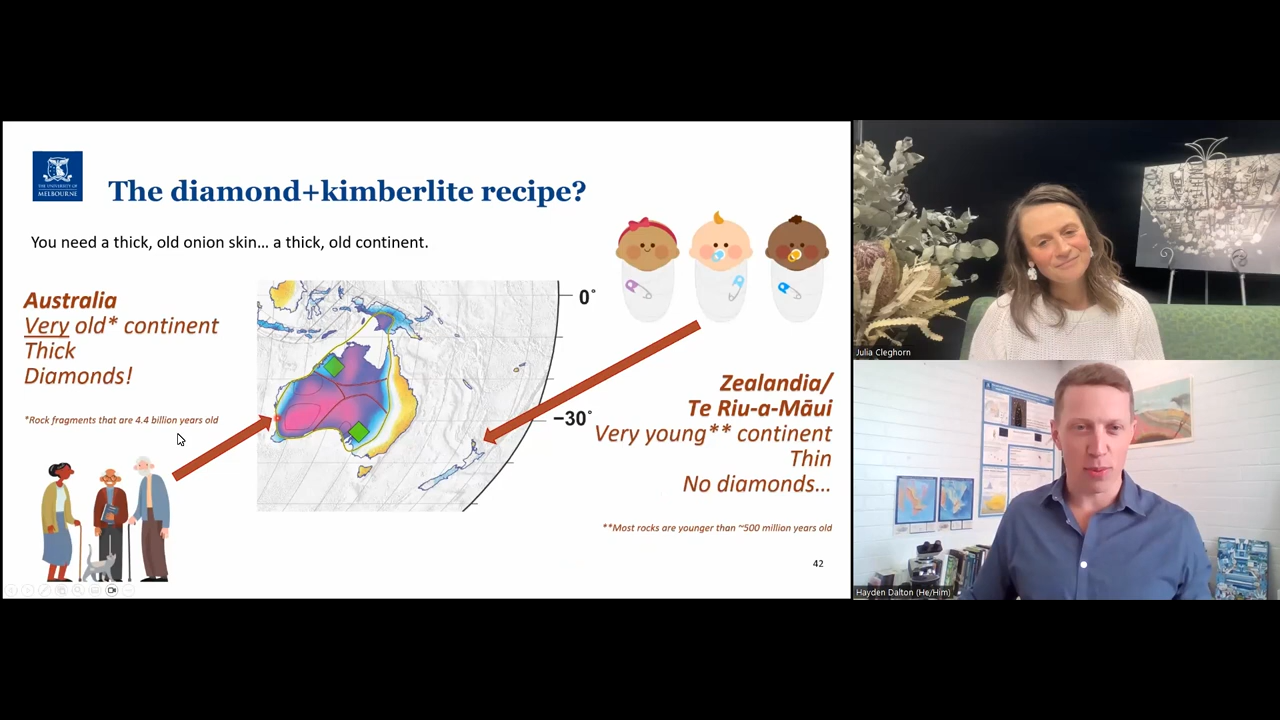 THE UNIVERSITY OF
MELBOURNE
The diamond+kimberlite recipe?
You need a thick, old onion skin... a thick, old continent.
Australia
Very old* continent
Thick
Diamonds!
*Rock fragments that are 4.4 billion years old
0°
−30°
Zealandia/
Te Riu-a-Māui
Very young** continent
Thin
No diamonds...
**Most rocks are younger than ~500 million years old
42
Julia Cleghorn
Hayden Dalton (He/Him)